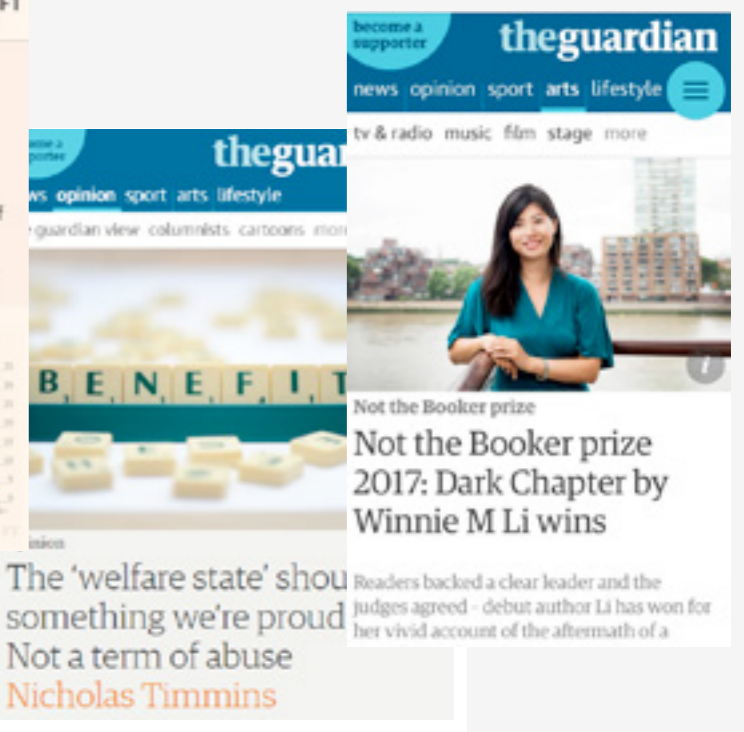 FT
become a
supporter
theguardian
news opinion sport arts lifestyle
tv & radio music film stage more
Not the Booker prize
Not the Booker prize
2017: Dark Chapter by
Winnie M Li wins
Readers backed a clear leader and the
judges agreed - debut author Li has won for
her vivid account of the aftermath of a
theguar
opinion sport arts lifestyle
guardian view columnists cartoons
BENEFIT
The 'welfare state' shou
something we're proud
Not a term of abuse
Nicholas Timmins